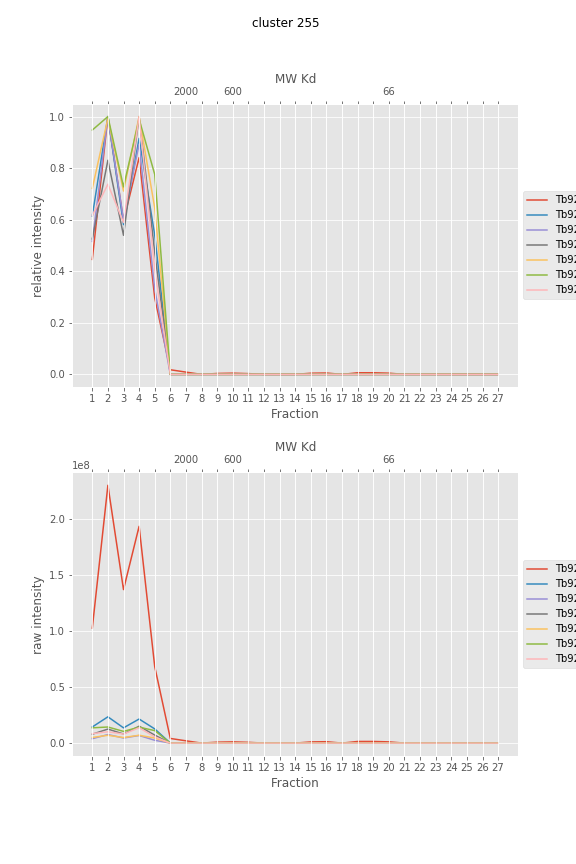 cluster 255
MW Kd
2000 600 66
1.0
0.8
0.6
0.4
0.2
0.0
relative intensity
1 2 3 4 5 6 7 8 9 10 11 12 13 14 15 16 17 18 19 20 21 22 23 24 25 26 27
Fraction
Tb92
Tb92
Tb92
Tb92
Tb92
Tb92
Tb92
MW Kd
2000 600 66
1e8
2.0
1.5
1.0
0.5
0.0
raw intensity
1 2 3 4 5 6 7 8 9 10 11 12 13 14 15 16 17 18 19 20 21 22 23 24 25 26 27
Fraction
Tb92
Tb92
Tb92
Tb92
Tb92
Tb92
Tb92